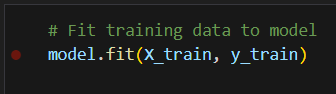 # Fit training data to model
model.fit(X_train, y_train)